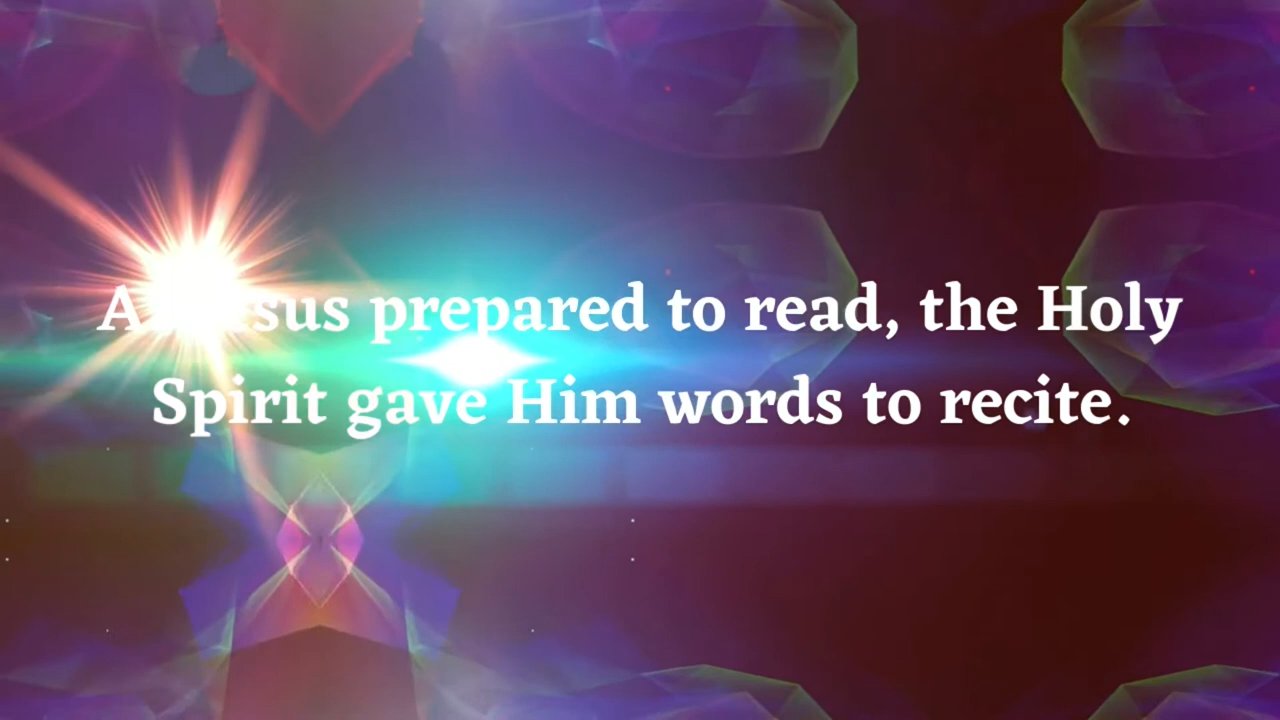 prepared to read, the Holy
Spirit gave Him words to recite.